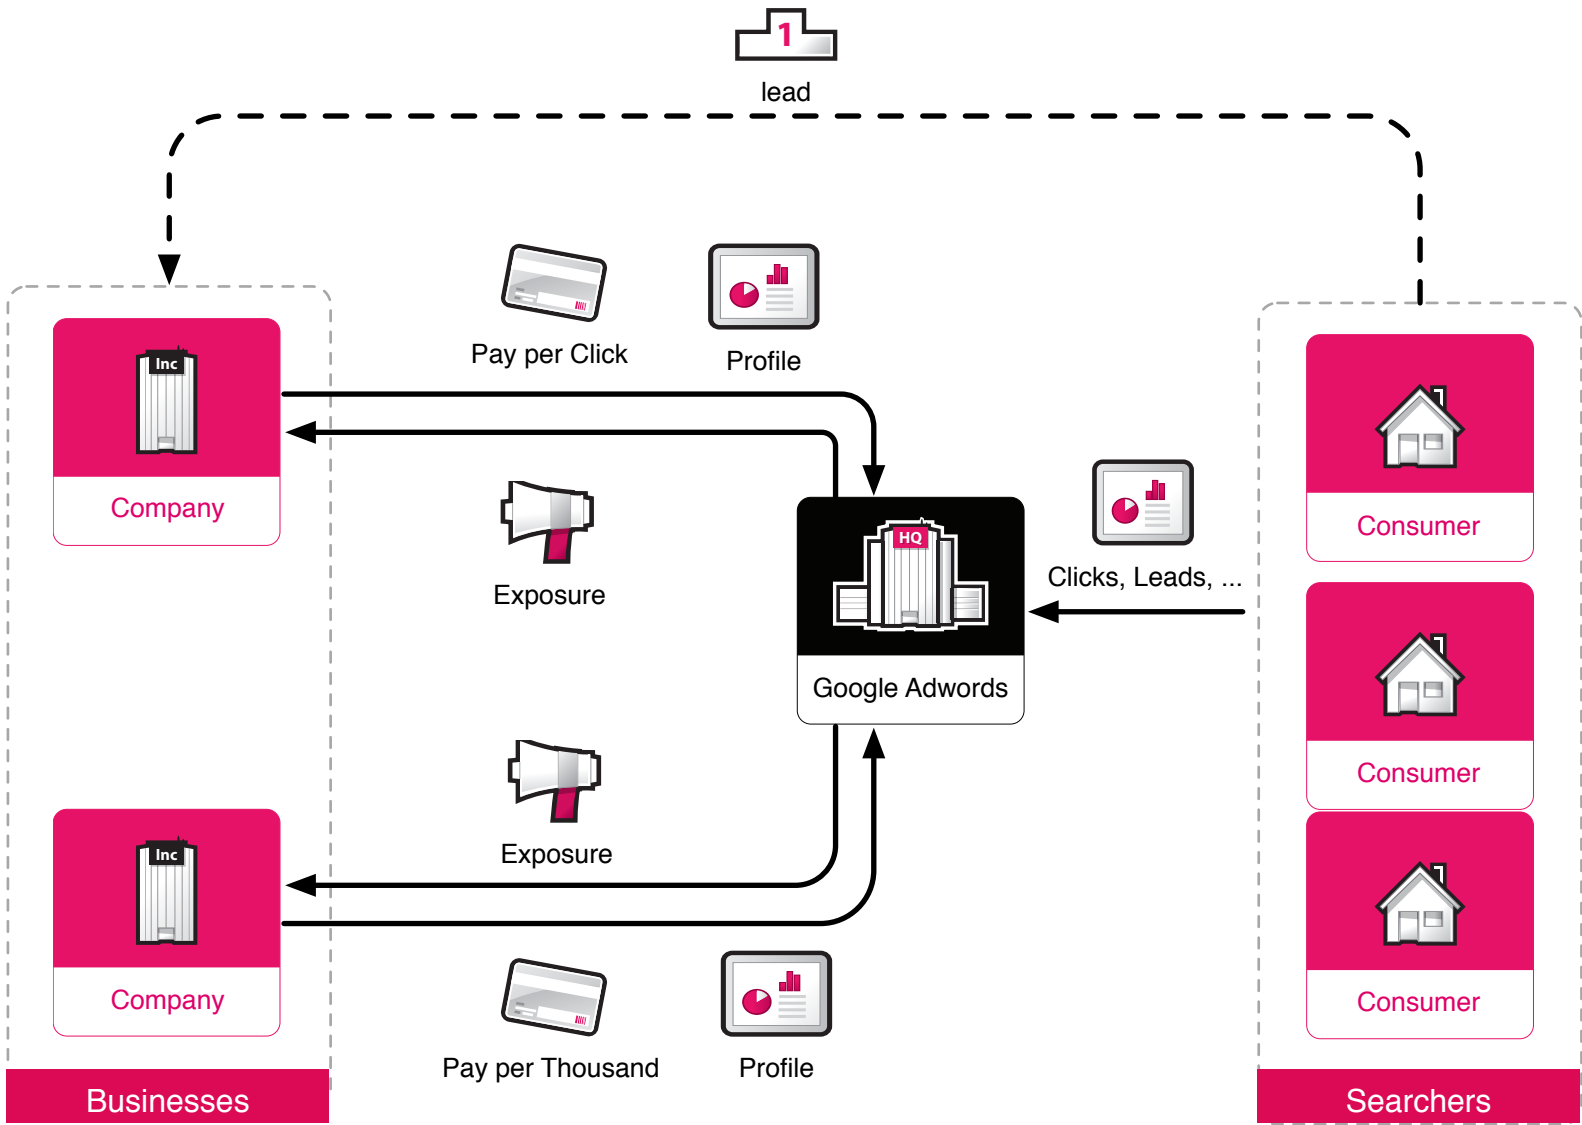 1
lead
Pay per Click
Profile
Inc
Company
Exposure
HQ
Google Adwords
Clicks, Leads, ...
Consumer
Consumer
Exposure
Inc
Company
Consumer
Pay per Thousand
Profile
Businesses
Searchers